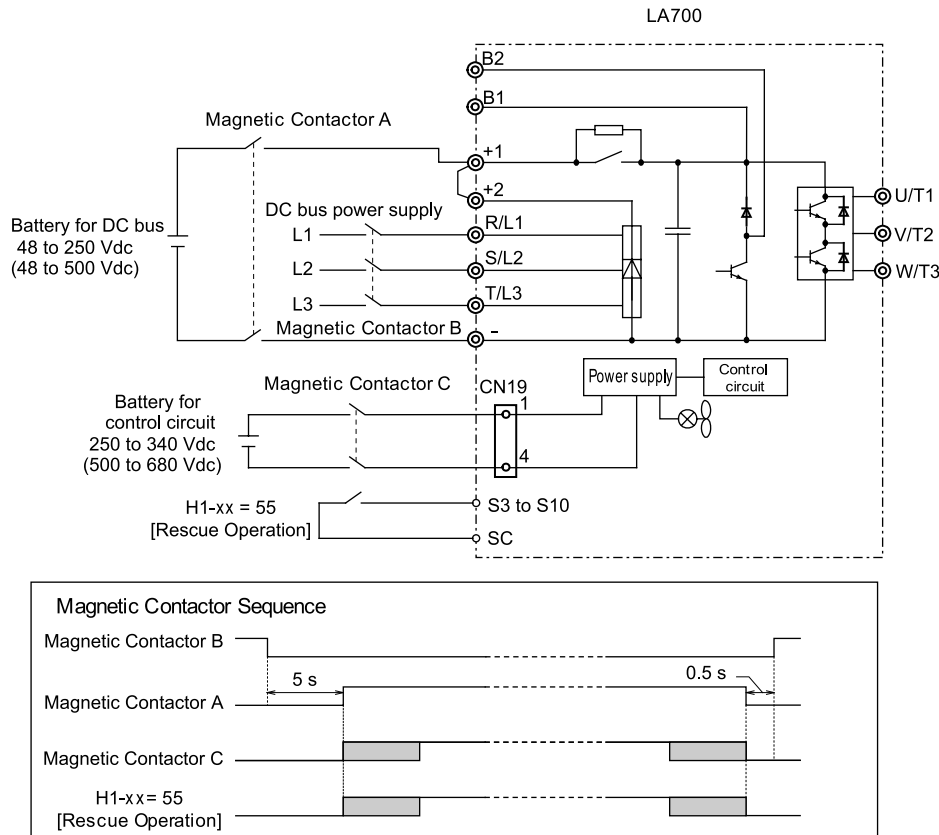 LA700
B2
B1
Magnetic Contactor A
+1
+2
Battery for DC bus
48 to 250 Vdc
(48 to 500 Vdc)
DC bus power supply
L1
R/L1
L2
S/L2
L3
T/L3
Magnetic Contactor B
-
U/T1
V/T2
W/T3
Magnetic Contactor C
CN19
1
4
Battery for
control circuit
250 to 340 Vdc
(500 to 680 Vdc)
Power supply
Control
circuit
H1-xx = 55
[Rescue Operation]
S3 to S10
SC
Magnetic Contactor Sequence
Magnetic Contactor B
5 s
0.5 s
Magnetic Contactor A
Magnetic Contactor C
H1-xx= 55
[Rescue Operation]